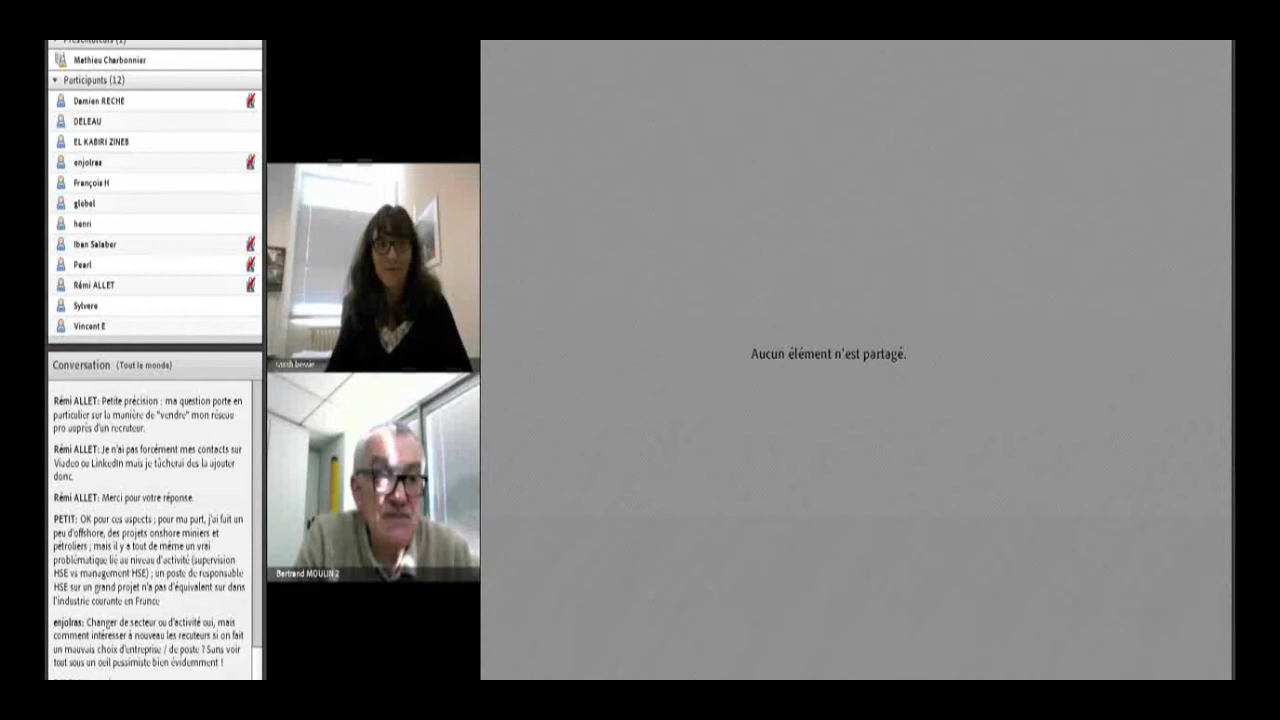 Mathieu Charbonnier
Participants (12)
Damien RECHE
DELEAU
EL KABIRI ZINEB
enjolras
François H
glebel
henri
Iban Salaber
Pearl
Rémi ALLET
Sylvere
Vincent E
Conversation (Tout le monde)
Rémi ALLET: Petite précision : ma question porte en
particulier sur la manière de "vendre" mon réseau
pro auprès d'un recruteur.
Rémi ALLET: Je n'ai pas forcément mes contacts sur
Viadeo ou LinkedIn mais je tâcherai des la ajouter
donc.
Rémi ALLET: Merci pour votre réponse.
PETIT: OK pour ces aspects ; pour ma part, j'ai fait un
peu d'offshore, des projets onshore miniers et
pétroliers ; mais il y a tout de même un vrai
problématique lié au niveau d'activité (supervision
HSE vs management HSE) ; un poste de responsable
HSE sur un grand projet n'a pas d'équivalent sur dans
l'industrie courante en France
enjolras: Changer de secteur ou d'activité oui, mais
comment intéresser à nouveau les recuteurs si on fait
un mauvais choix d'entreprise / de poste ? Sans voir
tout sous un oeil pessimiste bien évidemment !
Bertrand MOULIN 2
Aucun élément n'est partagé.